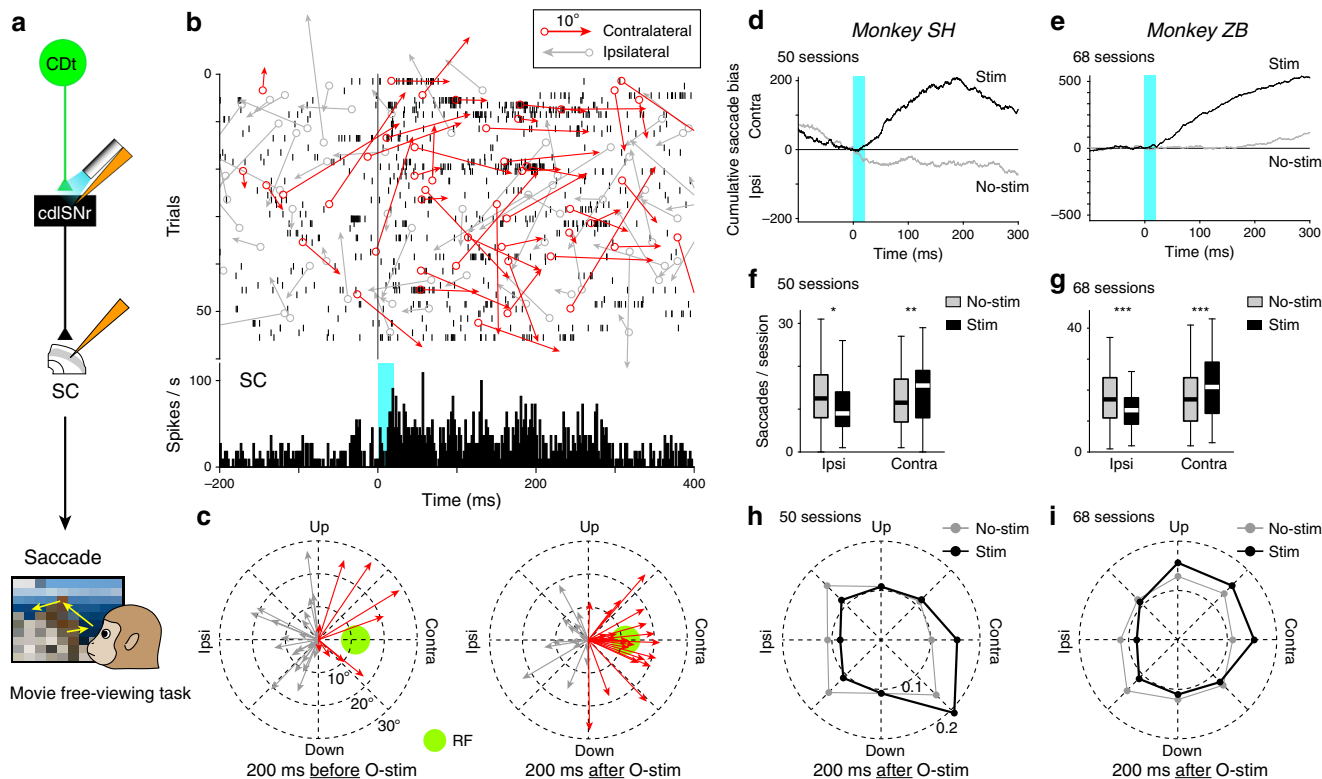 a
CDt
cdlSNr
SC
Saccade
Movie free-viewing task
b
10°
Contralateral
Ipsilateral
0
50
Trials
SC
100
0
Spikes / s
−200
0
200
400
Time (ms)
c
Up
Ipsi
Contra
10°
20°
30°
Down
200 ms before O-stim
RF
Up
Ipsi
Contra
Down
200 ms after O-stim
d
Monkey SH
50 sessions
Cumulative saccade bias
Ipsi
Contra
200
0
−200
Stim
No-stim
0
100
200
300
Time (ms)
e
Monkey ZB
68 sessions
500
0
−500
Stim
No-stim
0
100
200
300
Time (ms)
f
50 sessions
No-stim
Stim
Saccades / session
30
0
*
**
Ipsi
Contra
g
68 sessions
No-stim
Stim
40
0
***
***
Ipsi
Contra
h
50 sessions
Up
No-stim
Stim
Ipsi
Contra
0.1
0.2
Down
200 ms after O-stim
i
68 sessions
Up
No-stim
Stim
Ipsi
Contra
Down
200 ms after O-stim